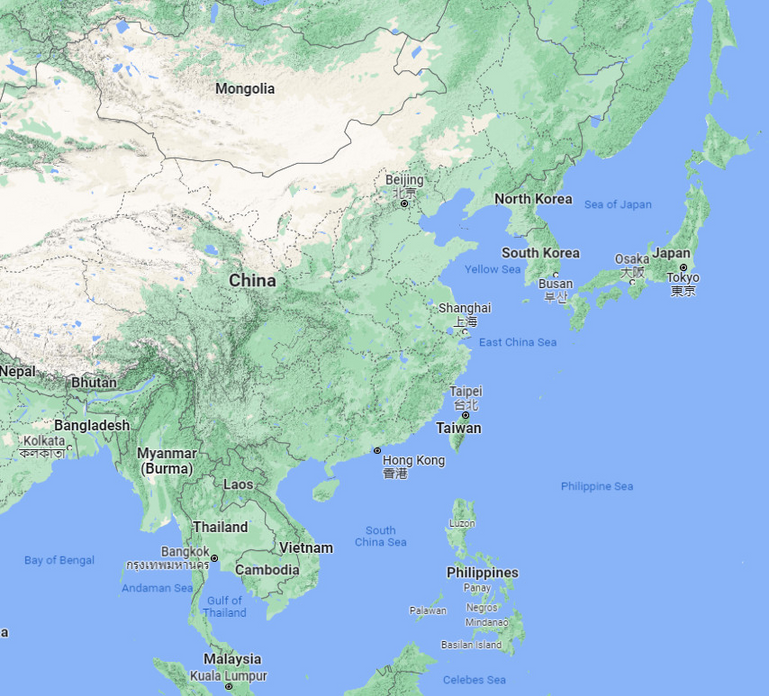 Mongolia
Beijing
北京
North Korea
Sea of Japan
South Korea
Japan
Osaka
大阪
Tokyo
東京
Yellow Sea
Busan
부산
China
Shanghai
上海
East China Sea
Nepal
Bhutan
Taipei
台北
Taiwan
Bangladesh
Kolkata
কলকাতা
Myanmar
(Burma)
Hong Kong
香港
Laos
Philippine Sea
Luzon
Thailand
South
China Sea
Vietnam
Bangkok
กรุงเทพมหานคร
Bay of Bengal
Cambodia
Philippines
Andaman Sea
Panay
Gulf of
Thailand
Palawan
Negros
Mindanao
a
Basilan Island
Malaysia
Kuala Lumpur
Celebes Sea